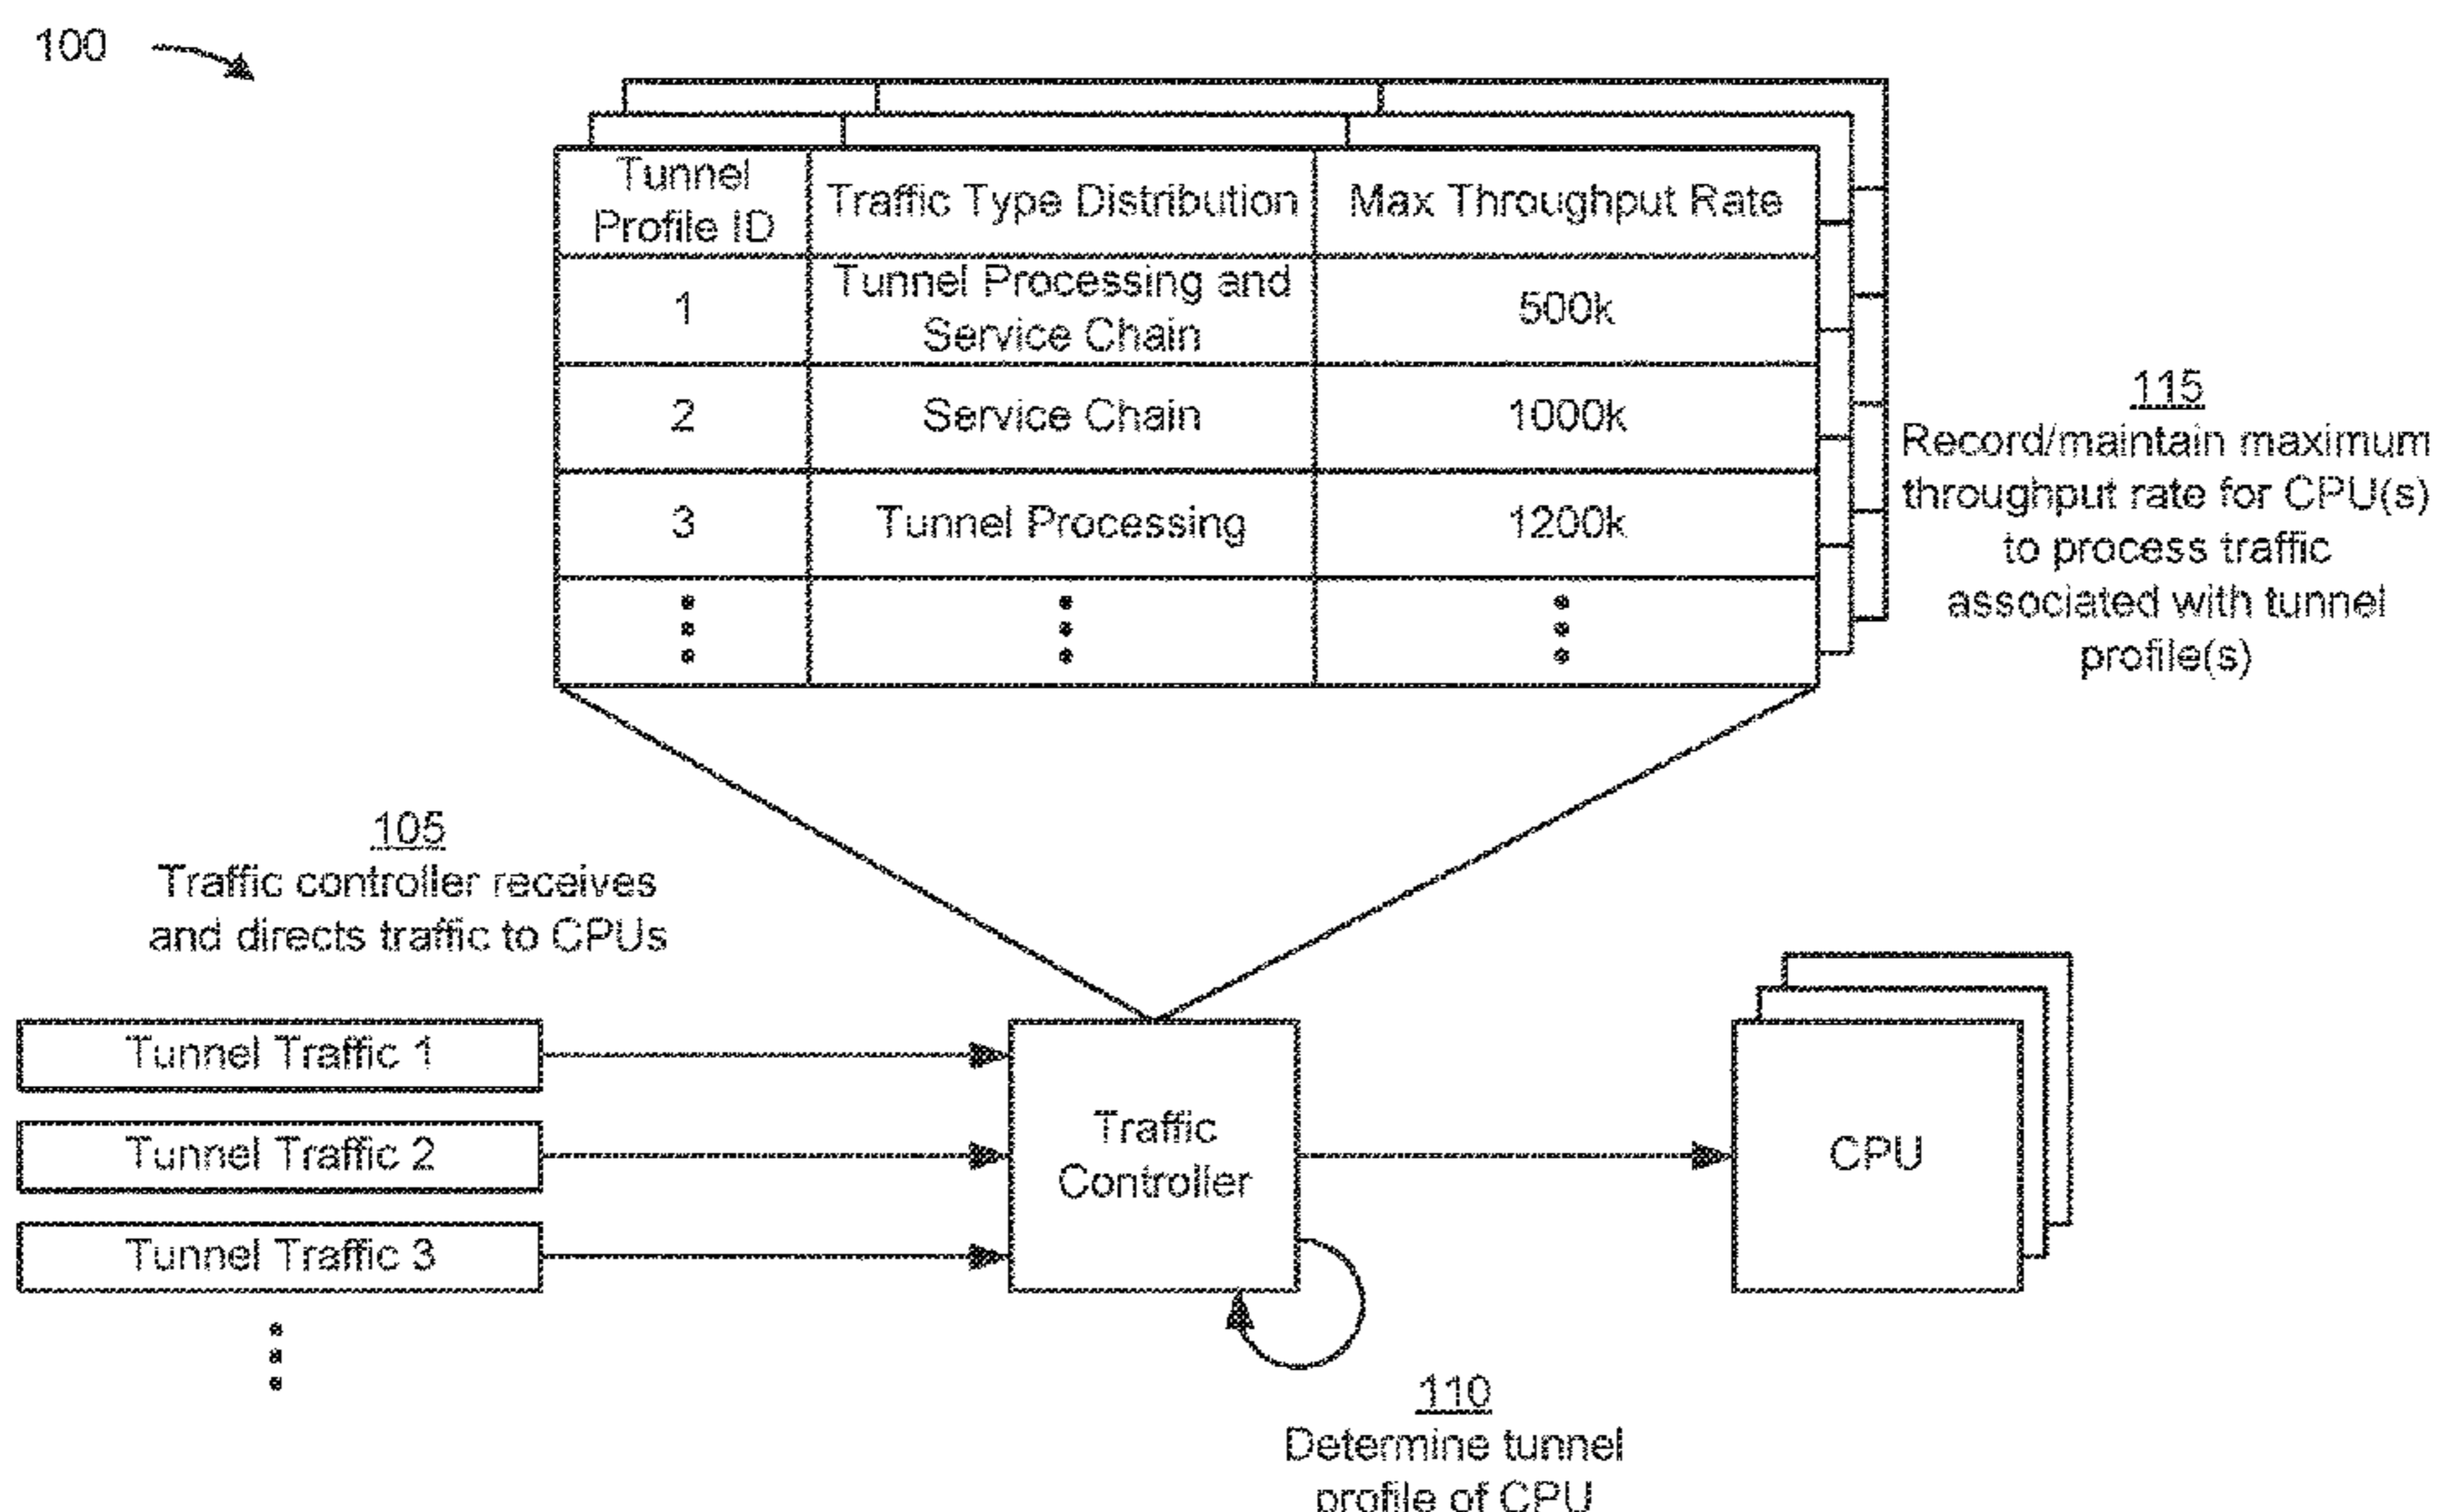 100
Tunnel
Profile ID
Traffic Type Distribution
Max Throughput Rate
1
Tunnel Processing and
Service Chain
500k
2
Service Chain
1000k
3
Tunnel Processing
1200k
115
Record/maintain maximum
throughput rate for CPU(s)
to process traffic
associated with tunnel
profile(s)
105
Traffic controller receives
and directs traffic to CPUs
Tunnel Traffic 1
Tunnel Traffic 2
Tunnel Traffic 3
Traffic
Controller
CPU
110
Determine tunnel
profile of CPU